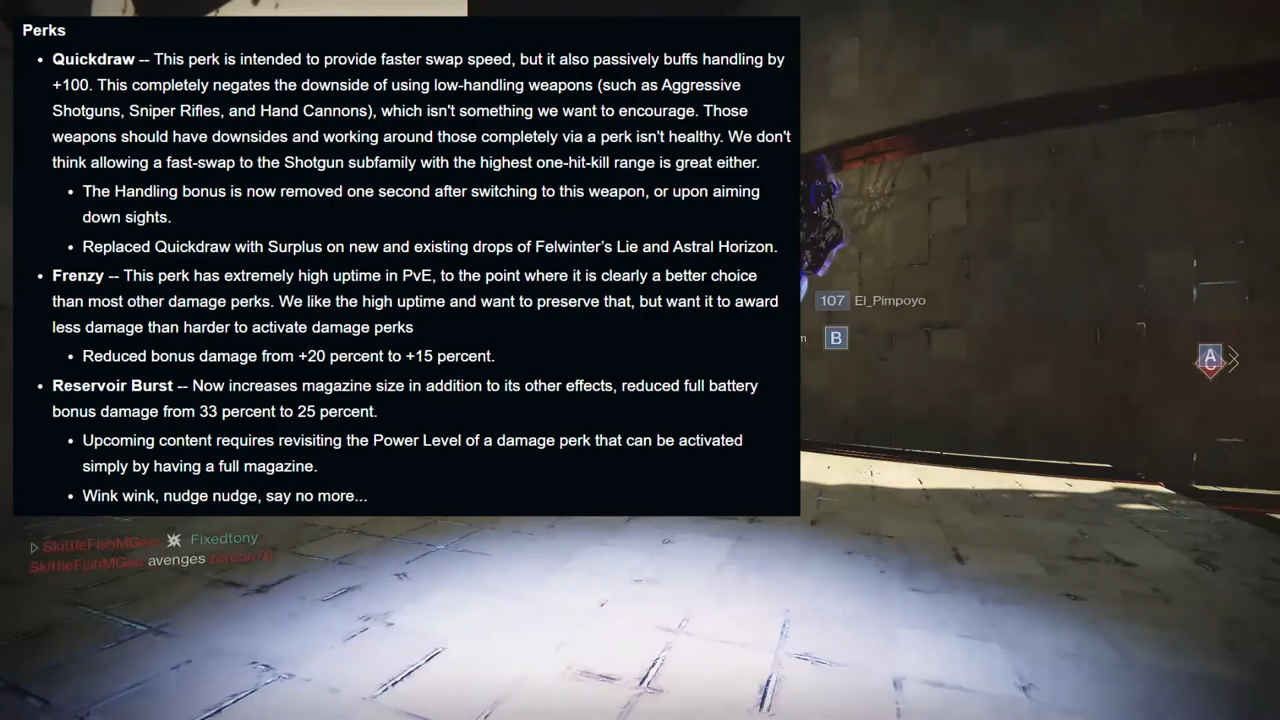 Perks
• Quickdraw -- This perk is intended to provide faster swap speed, but it also passively buffs handling by
+100. This completely negates the downside of using low-handling weapons (such as Aggressive
Shotguns, Sniper Rifles, and Hand Cannons), which isn't something we want to encourage. Those
weapons should have downsides and working around those completely via a perk isn't healthy. We don't
think allowing a fast-swap to the Shotgun subfamily with the highest one-hit-kill range is great either.
• The Handling bonus is now removed one second after switching to this weapon, or upon aiming
down sights.
• Replaced Quickdraw with Surplus on new and existing drops of Felwinter's Lie and Astral Horizon.
• Frenzy -- This perk has extremely high uptime in PvE, to the point where it is clearly a better choice
than most other damage perks. We like the high uptime and want to preserve that, but want it to award
less damage than harder to activate damage perks
• Reduced bonus damage from +20 percent to +15 percent.
• Reservoir Burst -- Now increases magazine size in addition to its other effects, reduced full battery
bonus damage from 33 percent to 25 percent.
• Upcoming content requires revisiting the Power Level of a damage perk that can be activated
simply by having a full magazine.
• Wink wink, nudge nudge, say no more...
107 El_Pimpoyo
B
A
SkittleFishMGee Fixedtony
SkittleFishMGee avenges